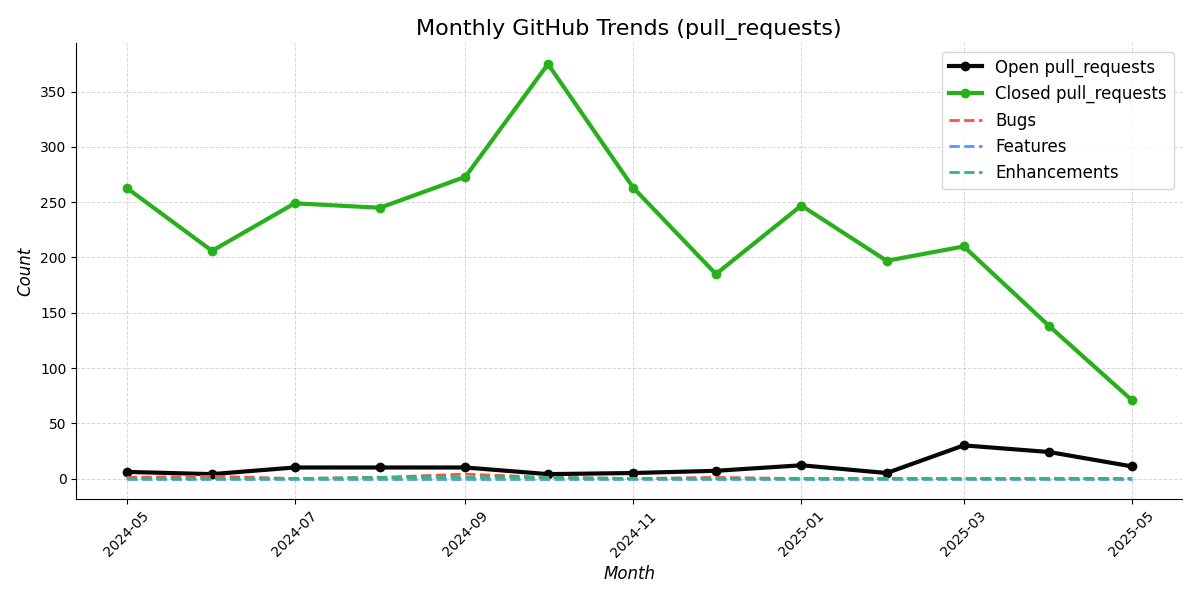 Monthly GitHub Trends (pull_requests)
Open pull_requests
Closed pull_requests
Bugs
Features
Enhancements
350
300
250
200
150
100
50
0
Count
2024-05
2024-07
2024-09
2024-11
2025-01
2025-03
2025-05
Month